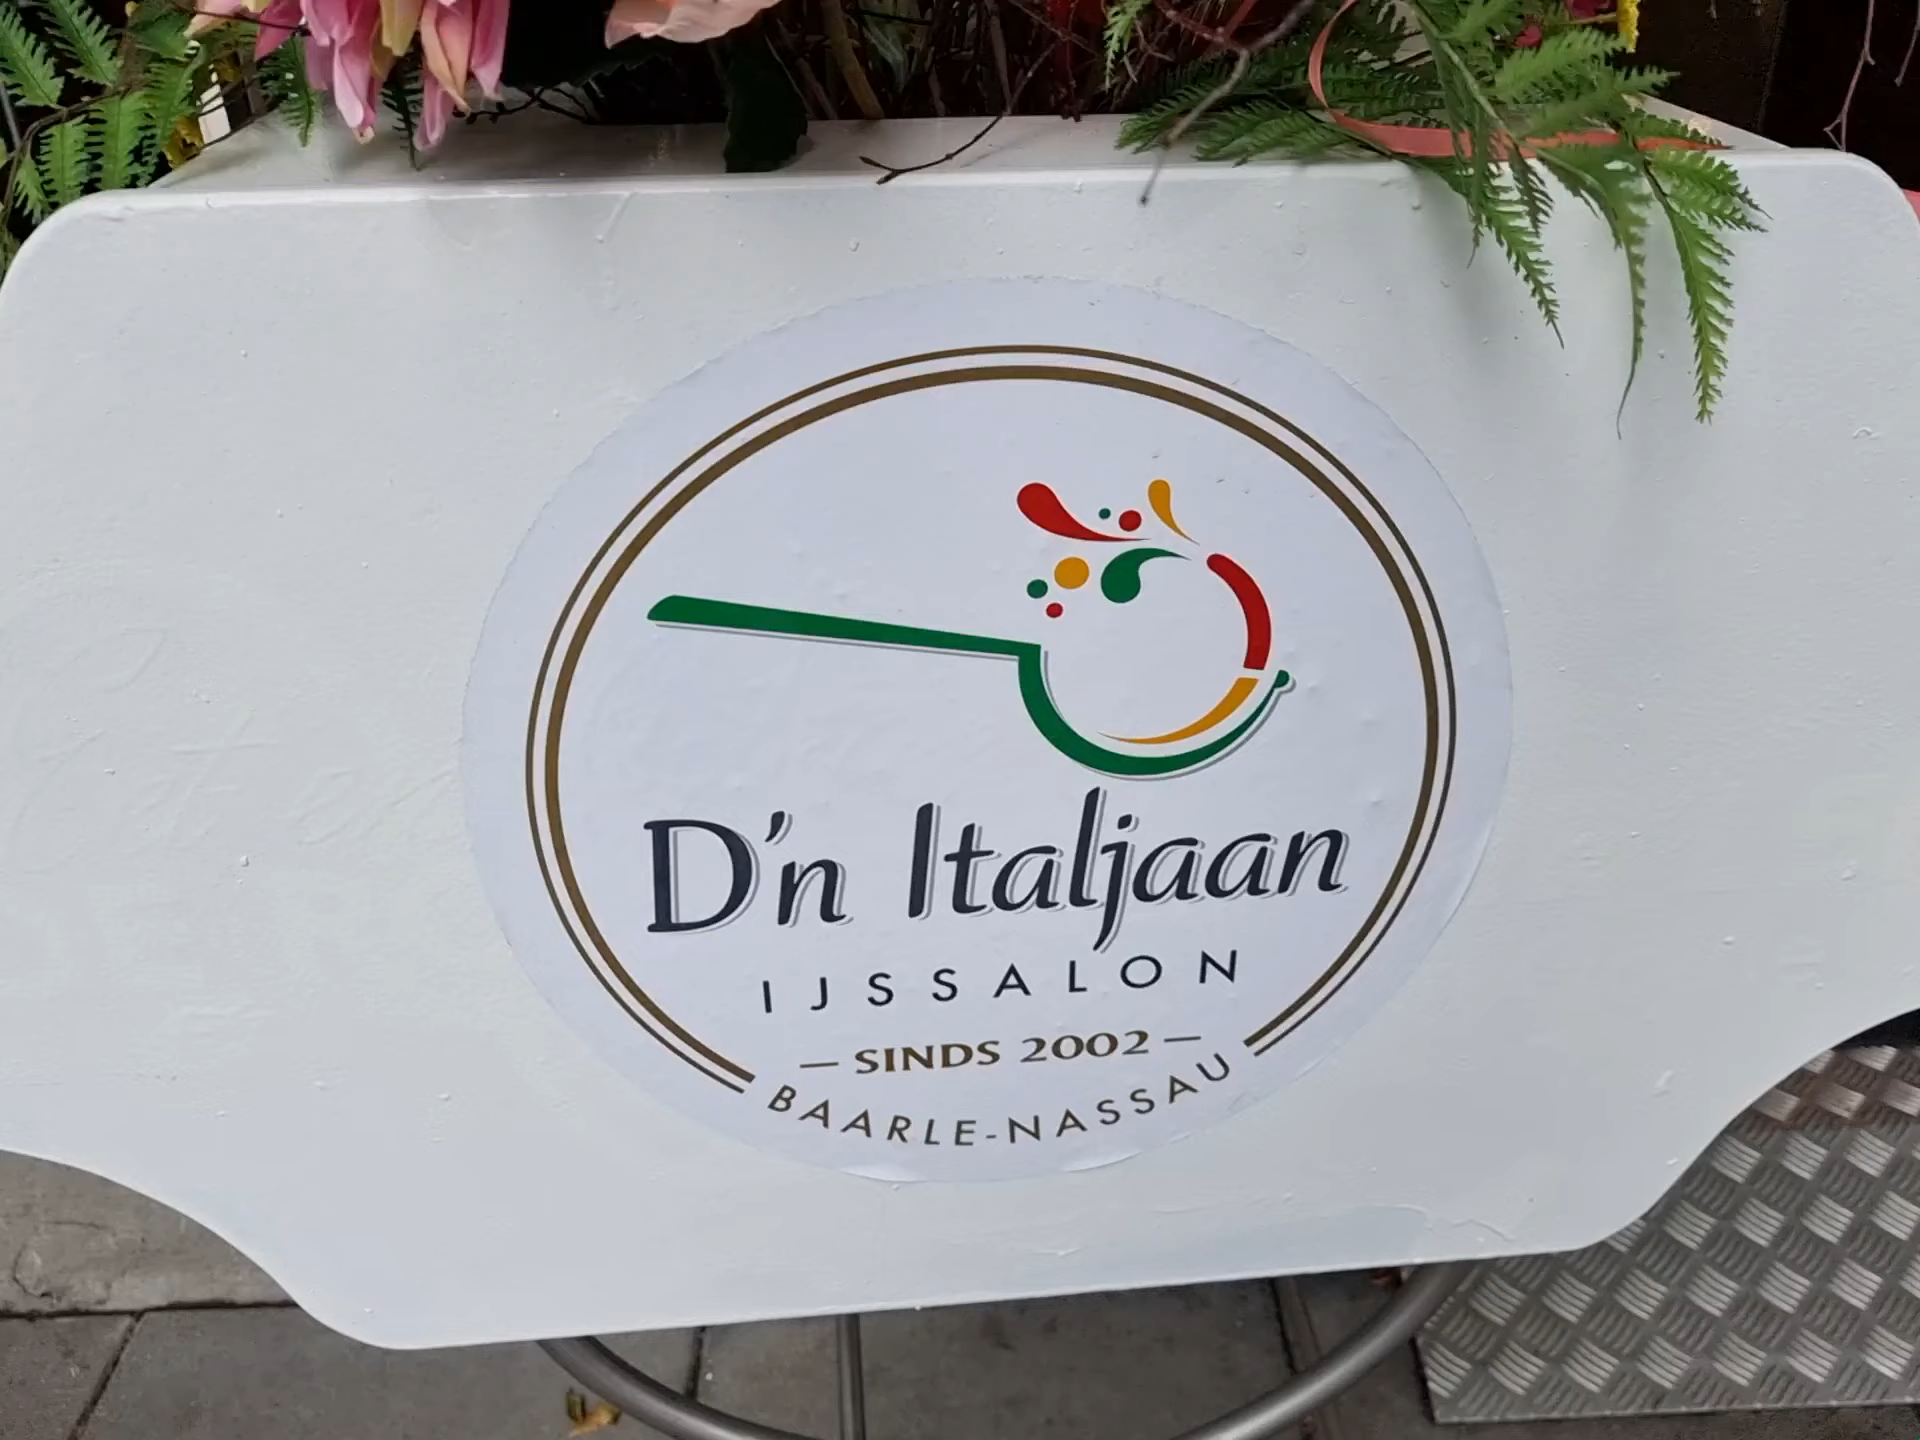 D'n Italjaan
IJSSALON
— SINDS 2002 —
BAARLE-NASSAU